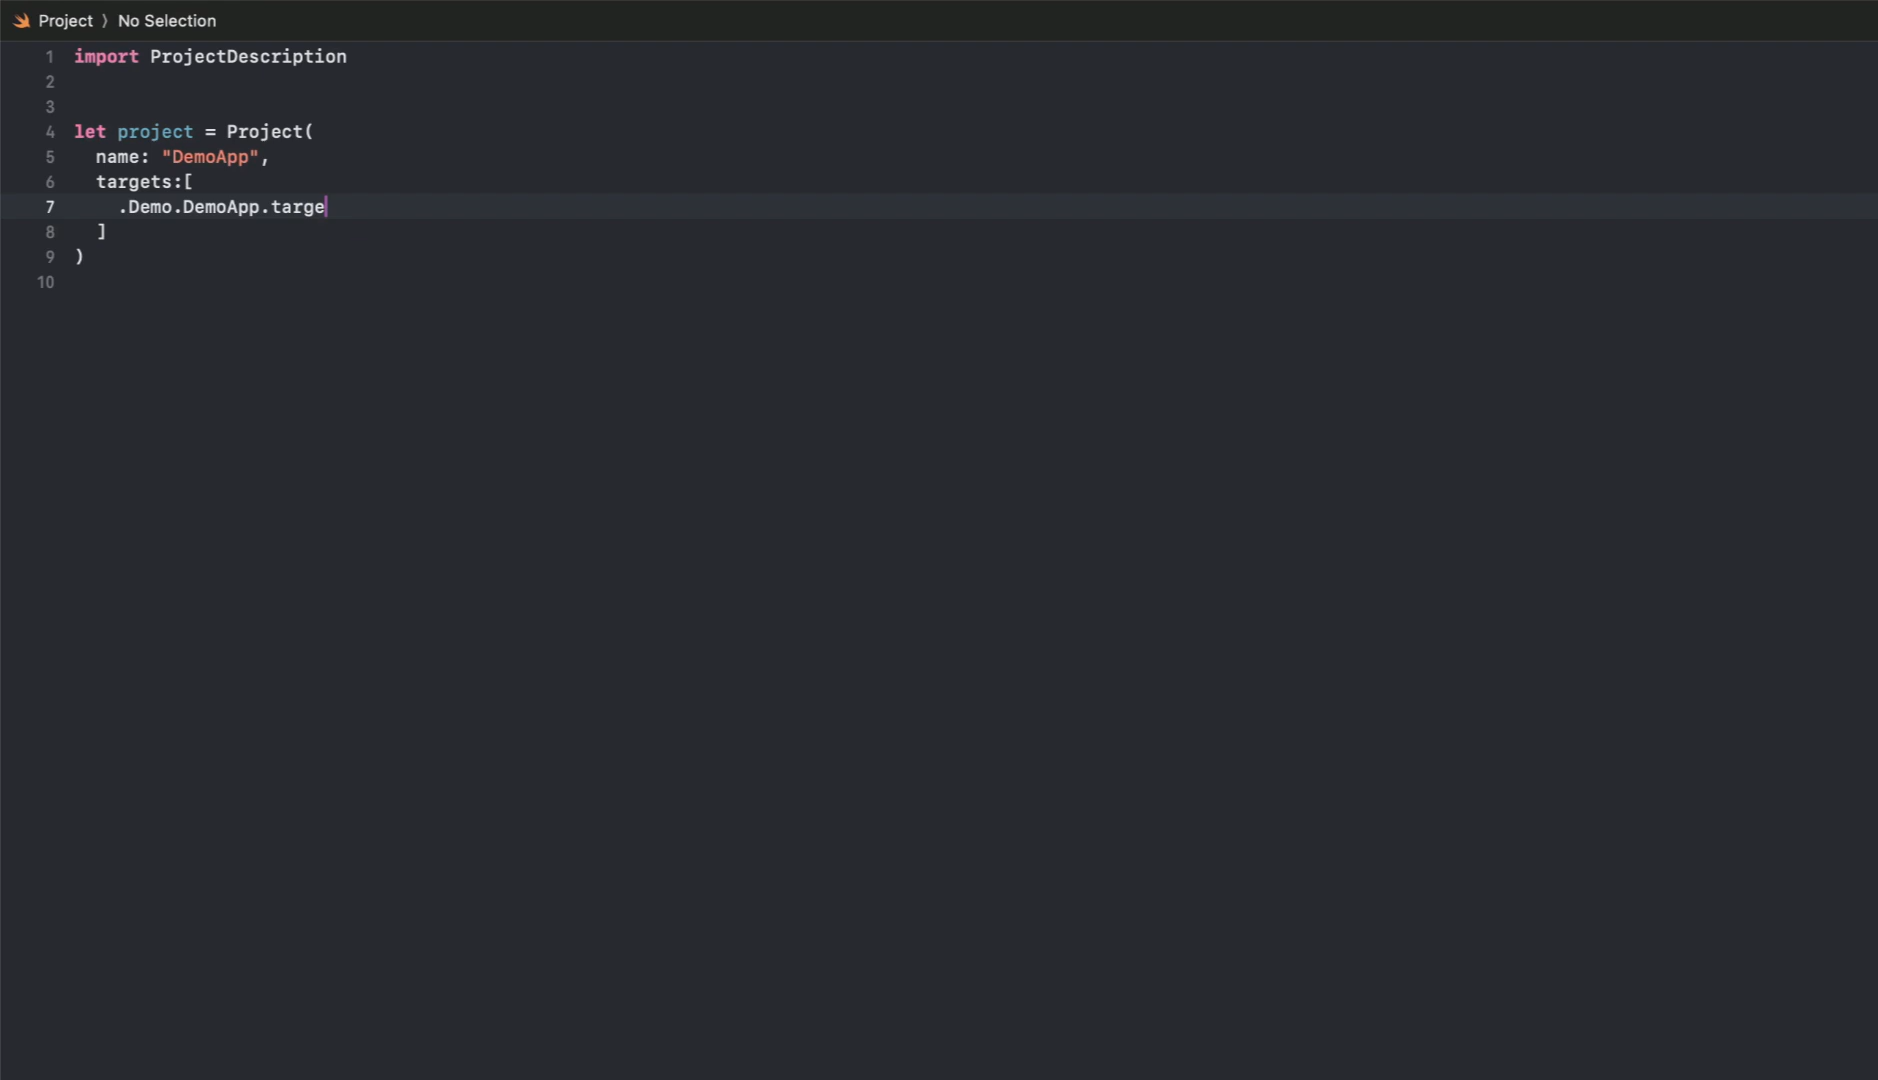 Project 〉 No Selection
1 import ProjectDescription
2
3
4 let project = Project(
5   name: "DemoApp",
6   targets:[
7     .Demo.DemoApp.targe
8   ]
9 )
10